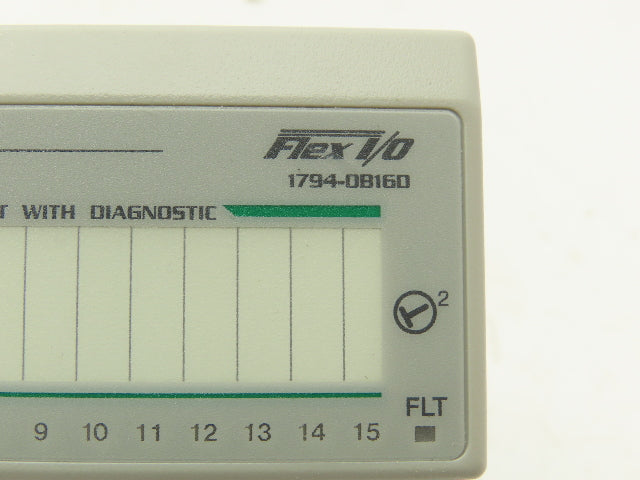 Flex I/O
1794-OB16D
T WITH DIAGNOSTIC
2
FLT
9 10 11 12 13 14 15